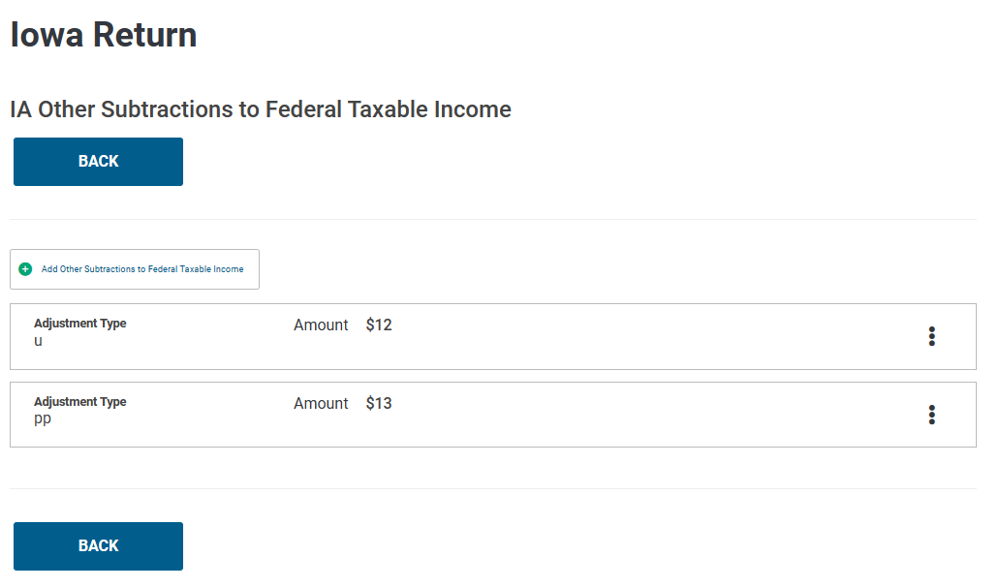 Iowa Return
IA Other Subtractions to Federal Taxable Income
BACK
Add Other Subtractions to Federal Taxable Income
Adjustment Type
u
Amount $12
Adjustment Type
pp
Amount $13
BACK